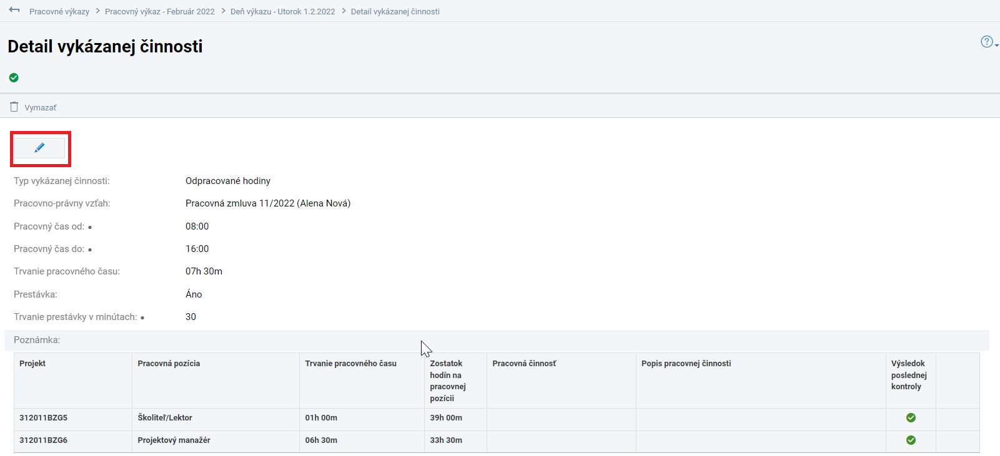 Pracovné výkazy > Pracovný výkaz - Február 2022 > Deň výkazu - Utorok 1.2.2022 > Detail vykázanej činnosti
Detail vykázanej činnosti
?
Vymazať
Typ vykázanej činnosti: Odpracované hodiny
Pracovno-právny vzťah: Pracovná zmluva 11/2022 (Alena Nová)
Pracovný čas od: • 08:00
Pracovný čas do: • 16:00
Trvanie pracovného času: 07h 30m
Prestávka: Áno
Trvanie prestávky v minútach: • 30
Poznámka:
Projekt Pracovná pozícia Trvanie pracovného času Zostatok hodín na pracovnej pozícii Pracovná činnosť Popis pracovnej činnosti Výsledok poslednej kontroly
312011BZG5 Školiteľ/Lektor 01h 00m 39h 00m
312011BZG6 Projektový manažér 06h 30m 33h 30m